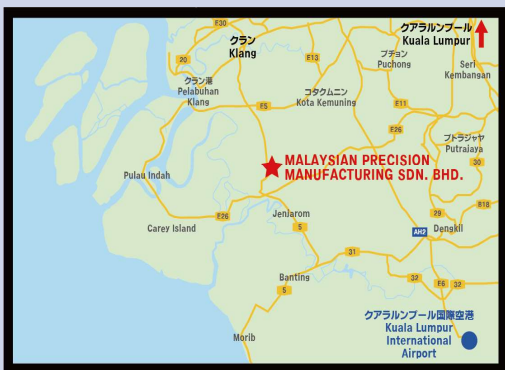 E30
クラン
Klang
クアラルンプール
Kuala Lumpur
20
E13
プチョン
Puchong
Seri
Kembangan
クラン港
Pelabuhan
Klang
コタクムニン
Kota Kemuning
E5
E11
E26
プトラジャヤ
Putrajaya
30
MALAYSIAN PRECISION
MANUFACTURING SDN. BHD.
Pulau Indah
E18
Carey Island
E26
Jenjarom
5
29
AH2
Dengkil
31
Banting
5
32
E6
32
クアラルンプール国際空港
Kuala Lumpur
International
Airport
Morib